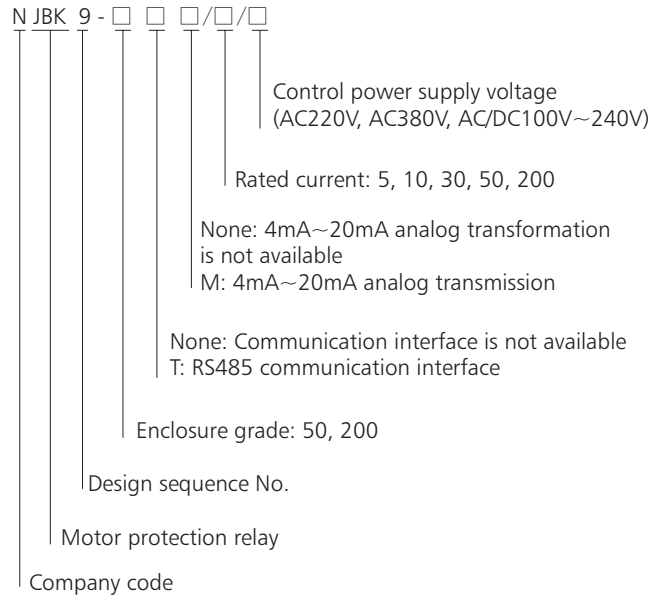 N JBK 9 - □ □ □/□/□
Control power supply voltage
(AC220V, AC380V, AC/DC100V~240V)
Rated current: 5, 10, 30, 50, 200
None: 4mA~20mA analog transformation
is not available
M: 4mA~20mA analog transmission
None: Communication interface is not available
T: RS485 communication interface
Enclosure grade: 50, 200
Design sequence No.
Motor protection relay
Company code